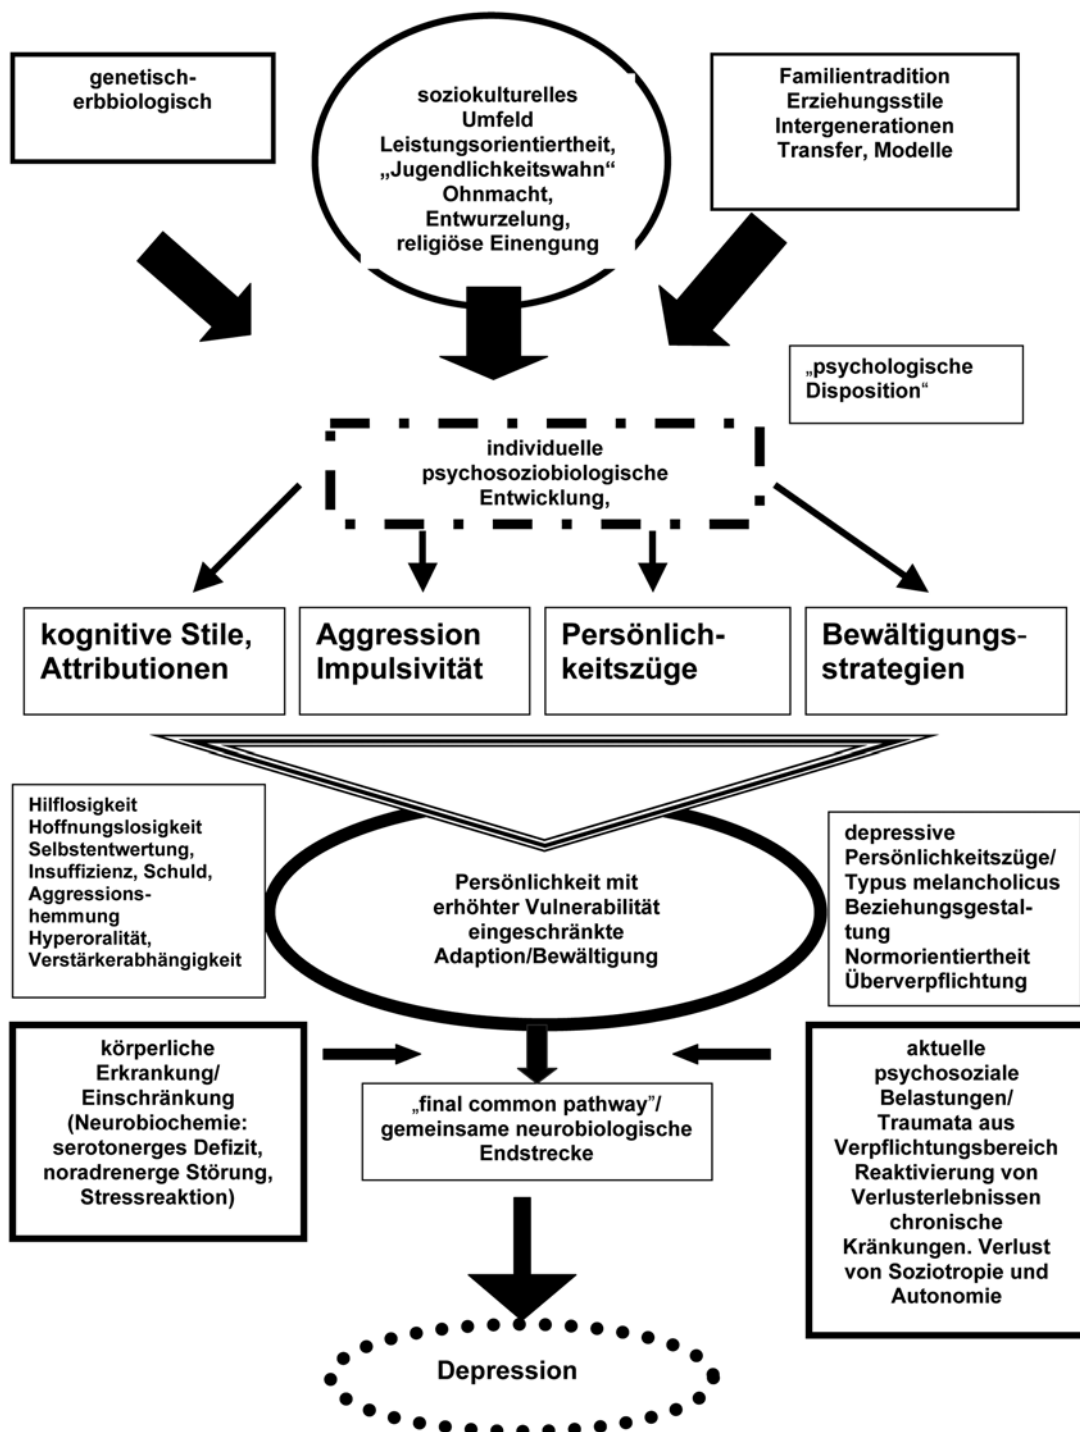 genetisch-
erbbiologisch
soziokulturelles
Umfeld
Leistungsorientiertheit,
„Jugendlichkeitswahn“
Ohnmacht,
Entwurzelung,
religiöse Einengung
Familientradition
Erziehungsstile
Intergenerationen
Transfer, Modelle
„psychologische
Disposition“
individuelle
psychosoziobiologische
Entwicklung,
kognitive Stile,
Attributionen
Aggression
Impulsivität
Persönlich-
keitszüge
Bewältigungs-
strategien
Hilflosigkeit
Hoffnungslosigkeit
Selbstentwertung,
Insuffizienz, Schuld,
Aggressions-
hemmung
Hyperoralität,
Verstärkerabhängigkeit
Persönlichkeit mit
erhöhter Vulnerabilität
eingeschränkte
Adaption/Bewältigung
depressive
Persönlichkeitszüge/
Typus melancholicus
Beziehungsgestal-
tung
Normorientiertheit
Überverpflichtung
körperliche
Erkrankung/
Einschränkung
(Neurobiochemie:
serotonerges Defizit,
noradrenerge Störung,
Stressreaktion)
„final common pathway”/
gemeinsame neurobiologische
Endstrecke
aktuelle
psychosoziale
Belastungen/
Traumata aus
Verpflichtungsbereich
Reaktivierung von
Verlusterlebnissen
chronische
Kränkungen. Verlust
von Soziotropie und
Autonomie
Depression